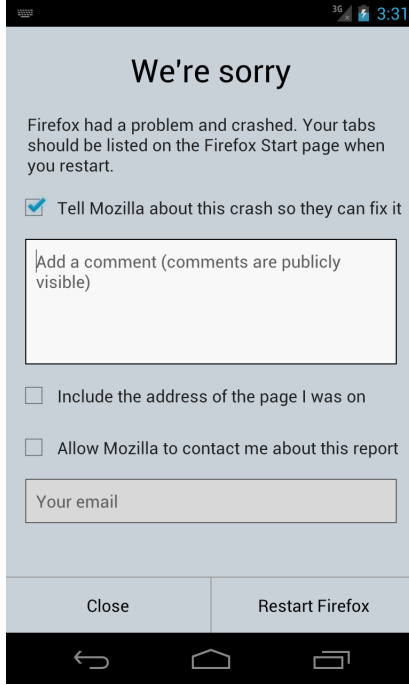 3G
3:31
We're sorry
Firefox had a problem and crashed. Your tabs
should be listed on the Firefox Start page when
you restart.
Tell Mozilla about this crash so they can fix it
Add a comment (comments are publicly
visible)
Include the address of the page I was on
Allow Mozilla to contact me about this report
Your email
Close
Restart Firefox